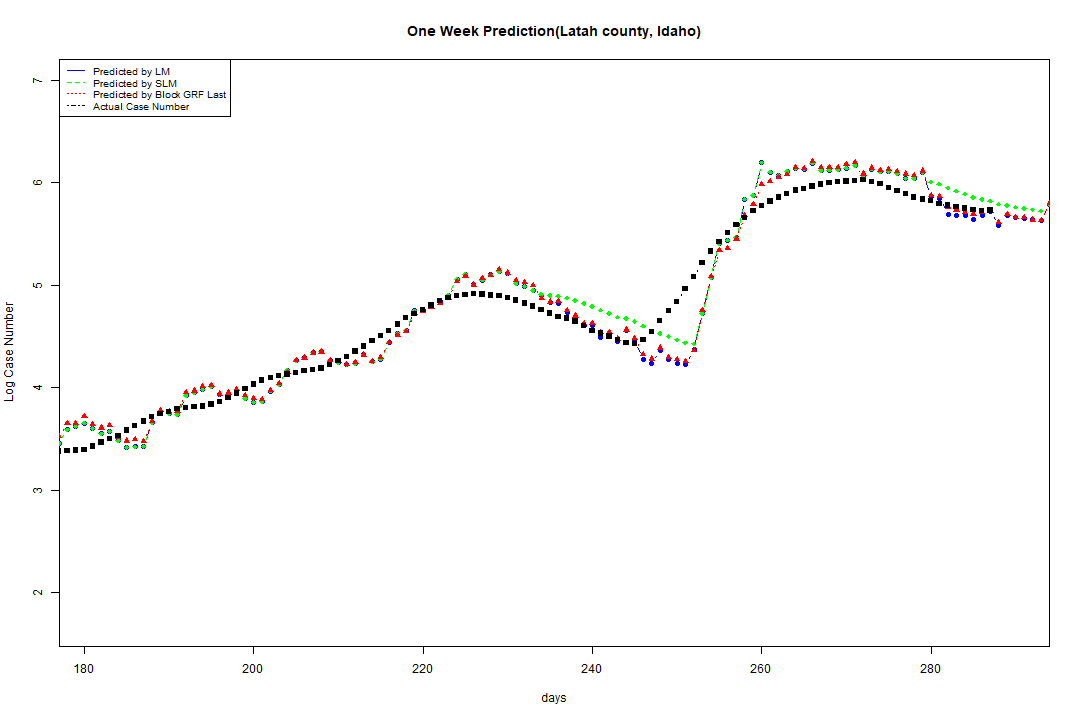 One Week Prediction(Latah county, Idaho)
Predicted by LM
Predicted by SLM
Predicted by Block GRF Last
Actual Case Number
7
6
5
4
3
2
Log Case Number
180 200 220 240 260 280
days